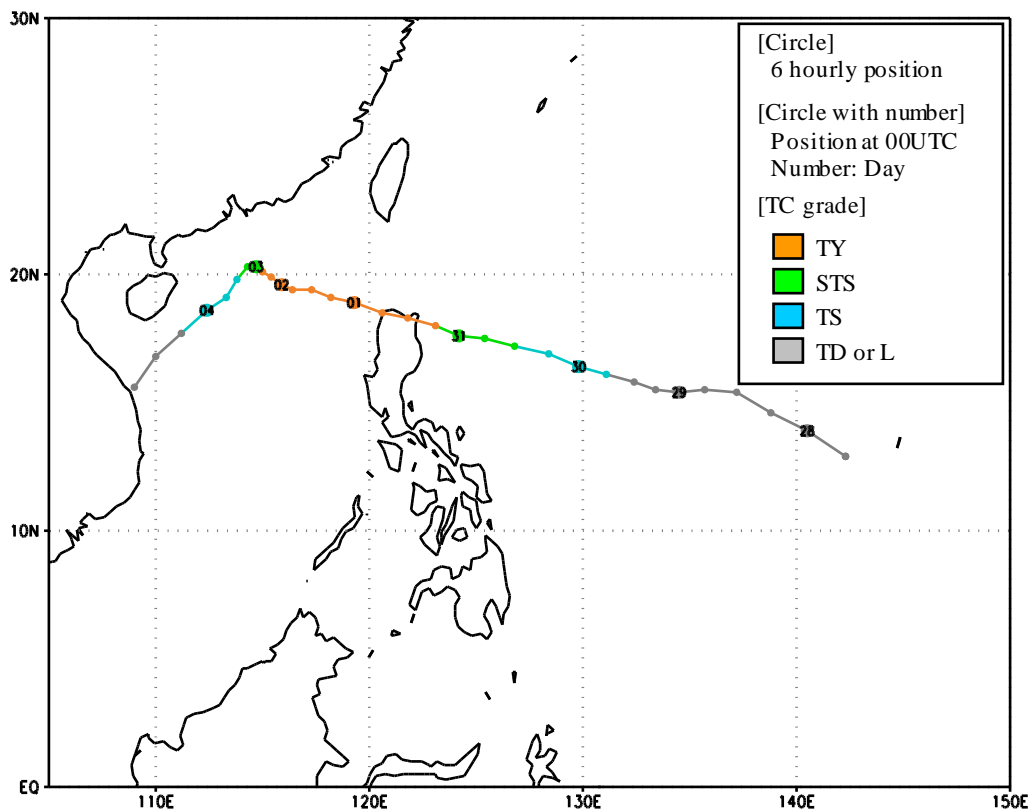 30N
[Circle]
6 hourly position
[Circle with number]
Position at 00UTC
Number: Day
[TC grade]
TY
STS
TS
TD or L
20N
03
02
01
04
31
30
29
28
10N
EQ
110E
120E
130E
140E
150E